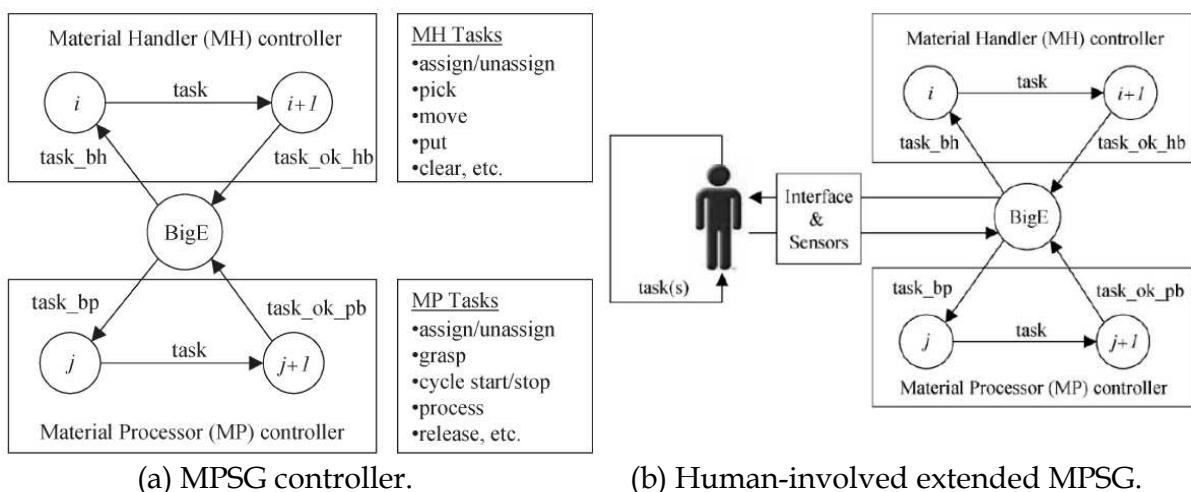 Material Handler (MH) controller
i
task
i+1
task_bh
task_ok_hb
BigE
task_bp
task_ok_pb
j
task
j+1
Material Processor (MP) controller
MH Tasks
•assign/unassign
•pick
•move
•put
•clear, etc.
MP Tasks
•assign/unassign
•grasp
•cycle start/stop
•process
•release, etc.
(a) MPSG controller.
task(s)
Interface
&
Sensors
Material Handler (MH) controller
i
task
i+1
task_bh
task_ok_hb
BigE
task_bp
task_ok_pb
j
task
j+1
Material Processor (MP) controller
(b) Human-involved extended MPSG.